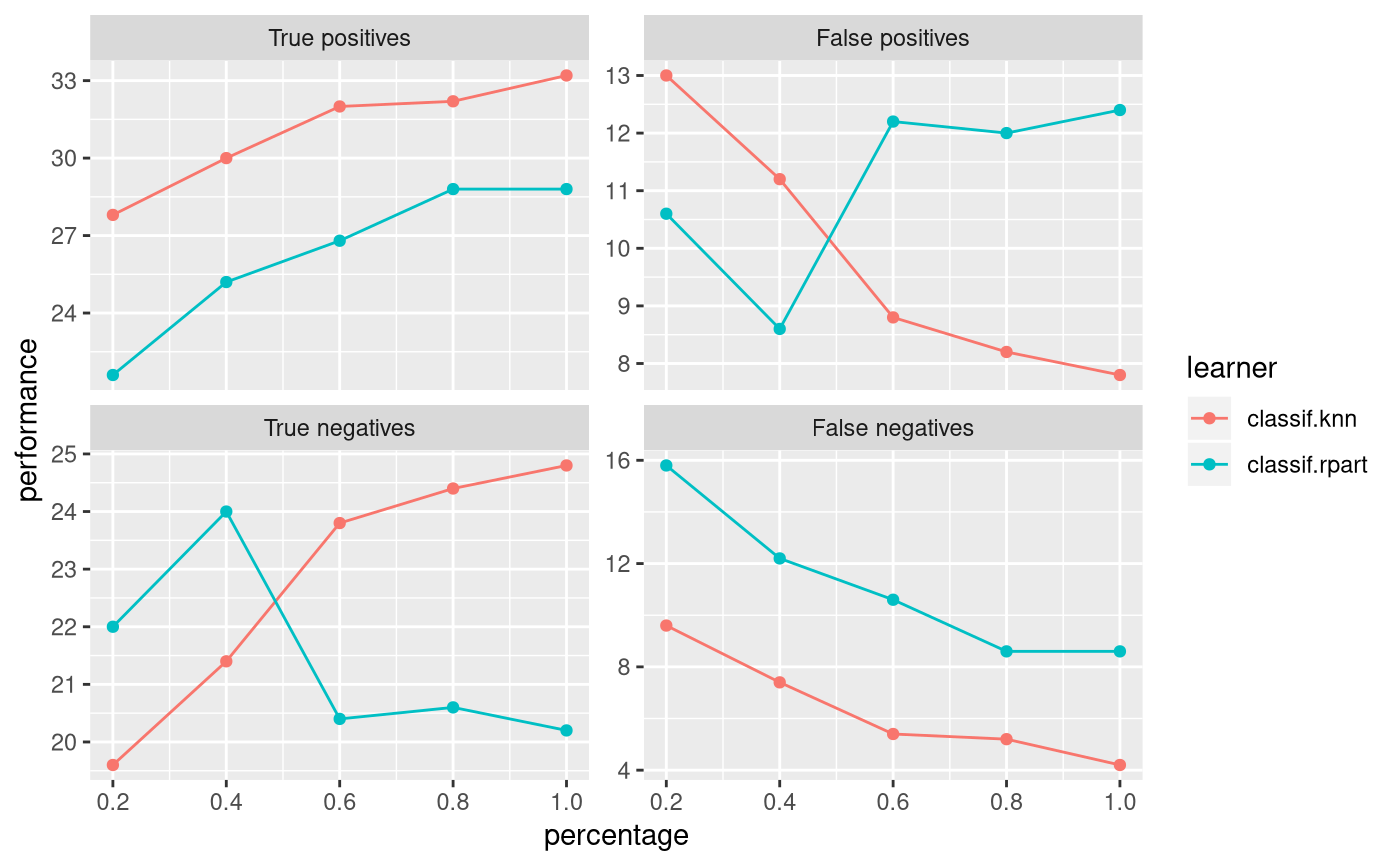 True positives
False positives
33
30
27
24
13
12
11
10
9
8
performance
True negatives
False negatives
25
24
23
22
21
20
16
12
8
4
0.2 0.4 0.6 0.8 1.0
0.2 0.4 0.6 0.8 1.0
percentage
learner
classif.knn
classif.rpart